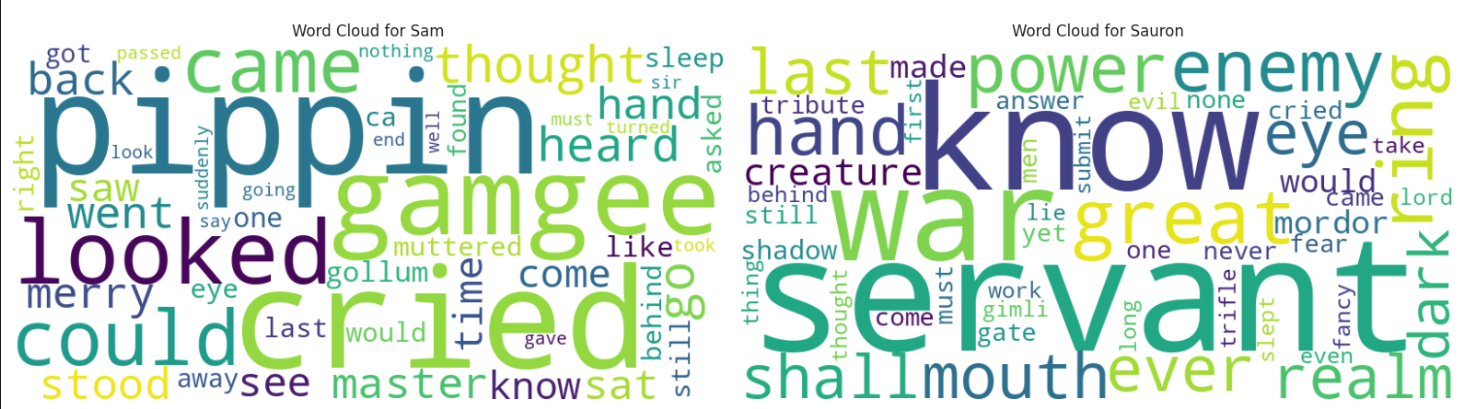 Word Cloud for Sam
got
passed
came
nothing
thought
sleep
back
sir
hand
pippin
ca
well
found
must
turned
asked
end
heard
right
look
suddenly
saw
going
gamgee
went
say
one
looked
muttered
like
took
gollum
time
come
merry
eye
behind
go
could
last
would
cried
gave
still
stood
away
see
master
know
sat
Word Cloud for Sauron
last
made
power
enemy
ring
tribute
first
answer
evil
none
cried
hand
know
eye
take
creature
men
submit
would
behind
war
great
came
lord
still
lie
mordor
yet
shadow
one
never
fear
thing
servant
dark
thought
work
must
come
gimli
gate
long
trifle
slept
fancy
even
shall
mouth
ever
realm